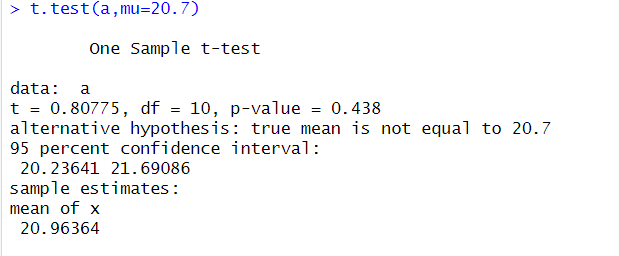 > t.test(a,mu=20.7)
One Sample t-test
data:  a
t = 0.80775, df = 10, p-value = 0.438
alternative hypothesis: true mean is not equal to 20.7
95 percent confidence interval:
20.23641 21.69086
sample estimates:
mean of x
20.96364